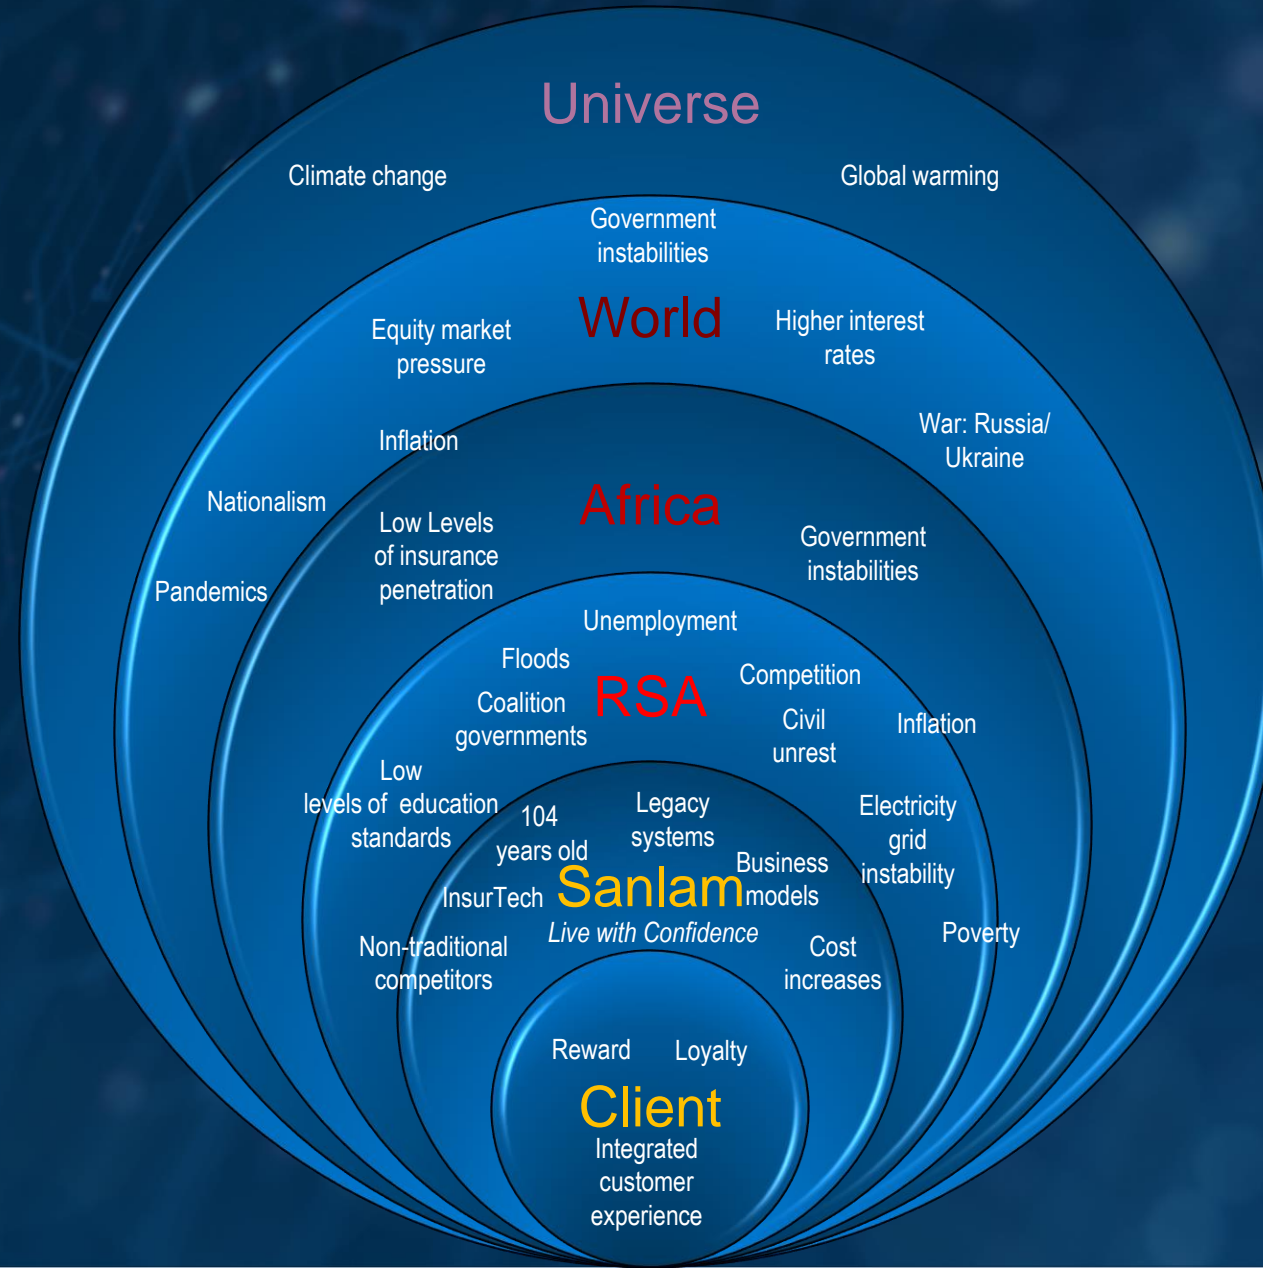 Universe
Climate change
Global warming
Government
instabilities
World
Equity market
pressure
Higher interest
rates
Inflation
War: Russia/
Ukraine
Nationalism
Pandemics
Africa
Low Levels
of insurance
penetration
Government
instabilities
Unemployment
Floods
RSA
Competition
Coalition
governments
Civil
unrest
Inflation
Low
levels of education
standards
Electricity
grid
instability
Poverty
104
years old
Legacy
systems
Business
models
InsurTech
Sanlam
Live with Confidence
Non-traditional
competitors
Cost
increases
Reward
Loyalty
Client
Integrated
customer
experience